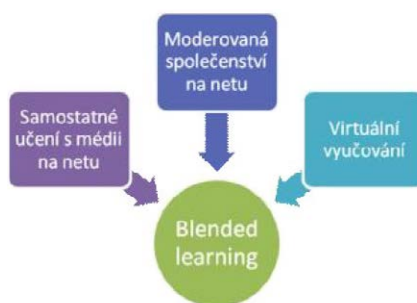 Moderovaná
společenství
na netu
Samostatné
učení s médii
na netu
Virtuální
vyučování
Blended
learning